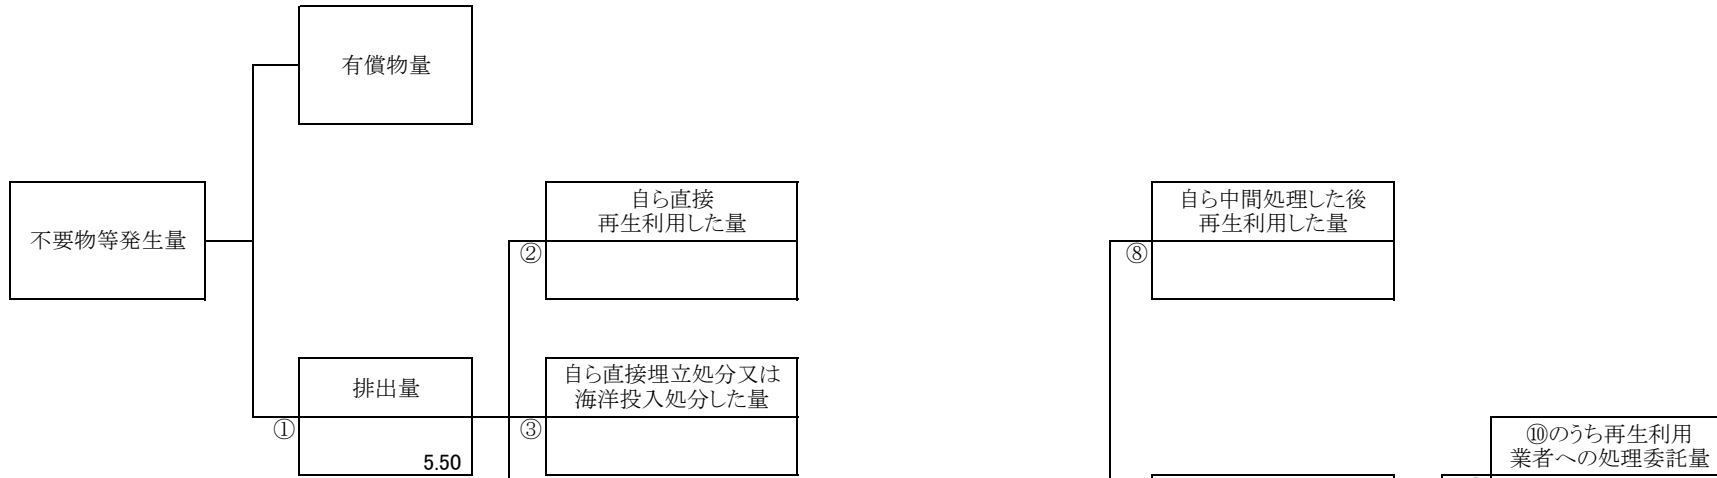 有償物量
不要物等発生量
自ら直接
再生利用した量
②
自ら中間処理した後
再生利用した量
⑧
排出量
①
5.50
自ら直接埋立処分又は
海洋投入処分した量
③
⑩のうち再生利用
業者への処理委託量